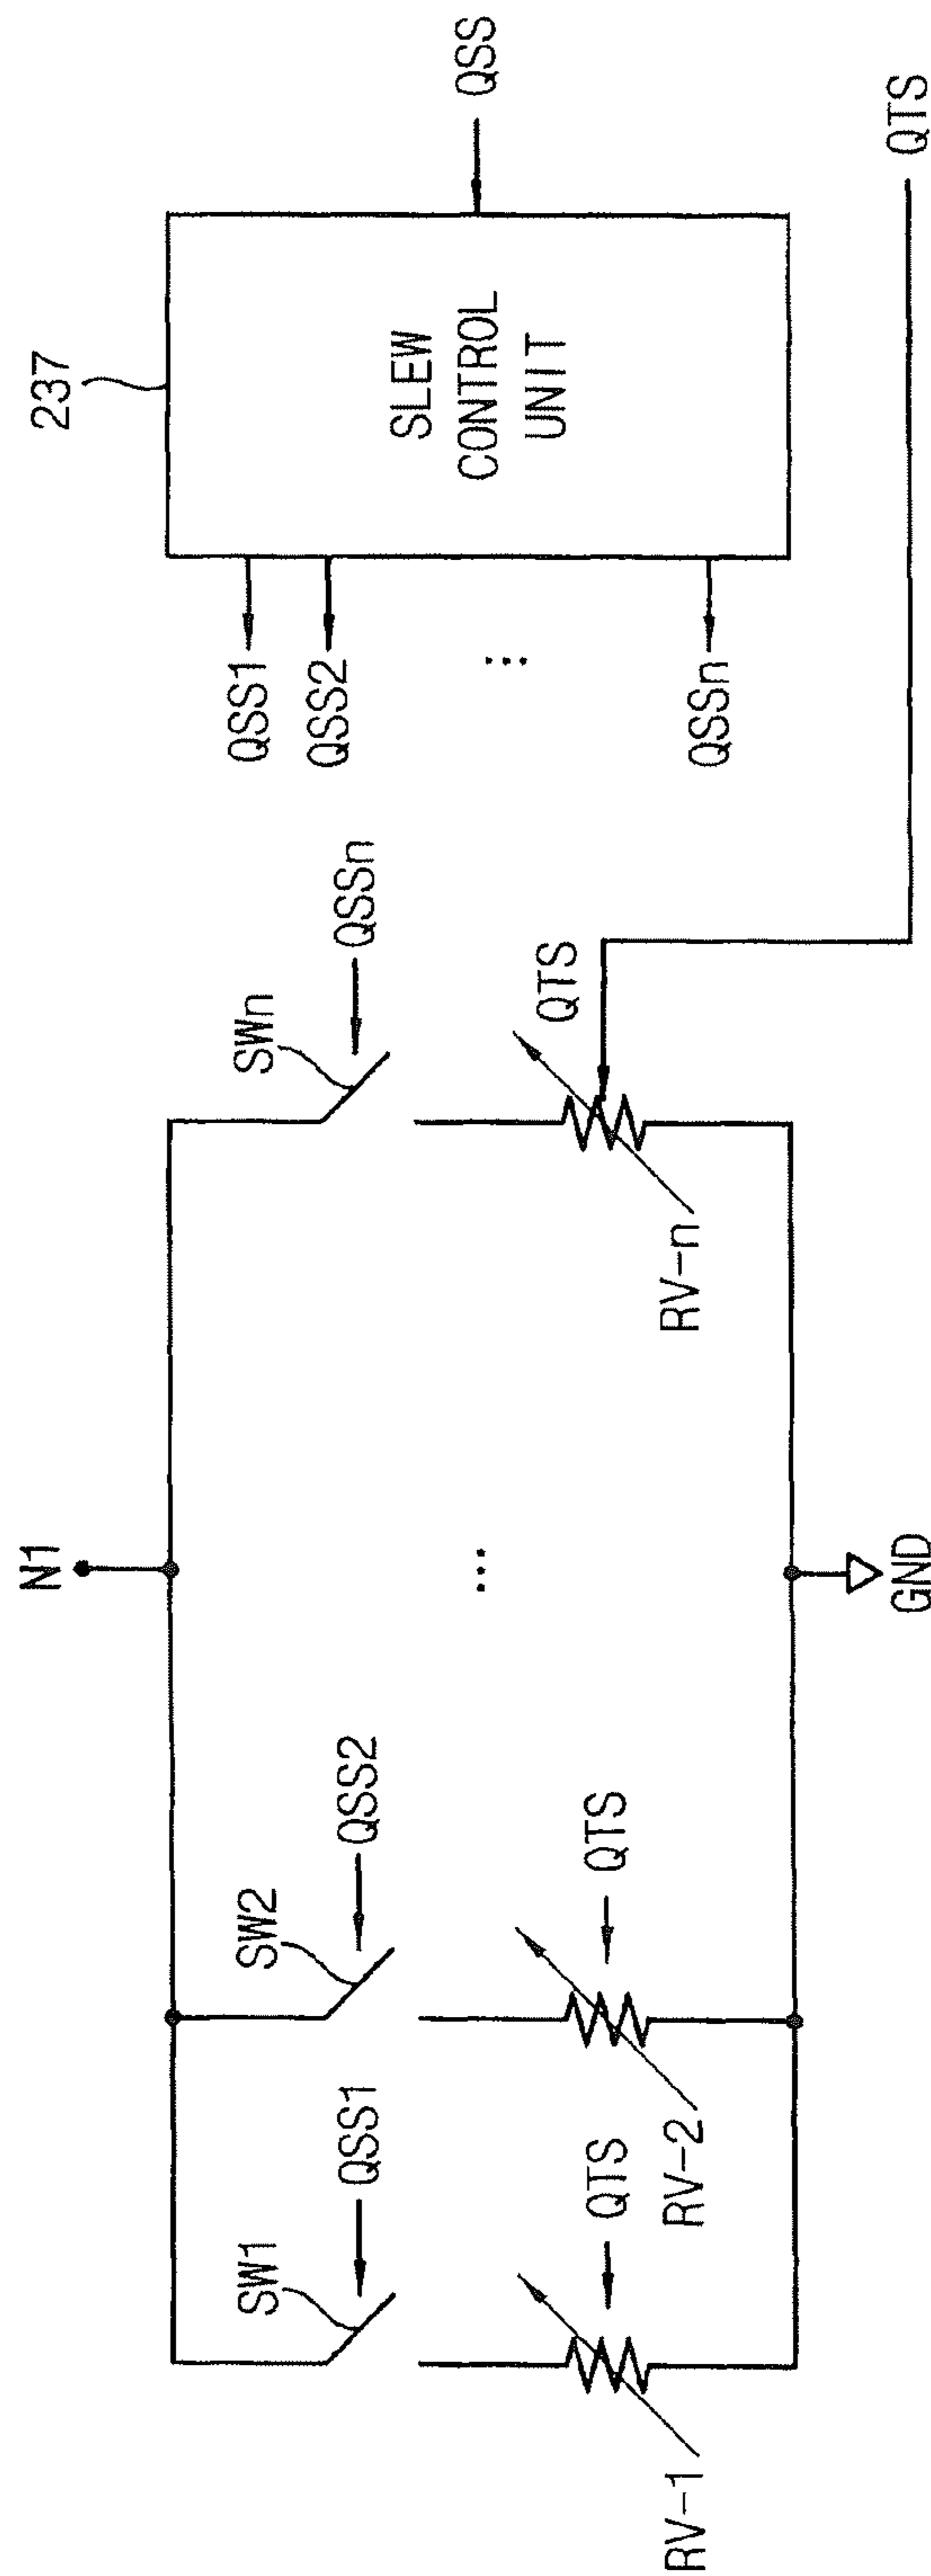 N1
SW1
QSS1
SW2
QSS2
SWn
QSSn
...
RV-1
QTS
RV-2
QTS
RV-n
QTS
GND
237
SLEW
CONTROL
UNIT
QSS1
QSS2
...
QSSn
QSS
QTS